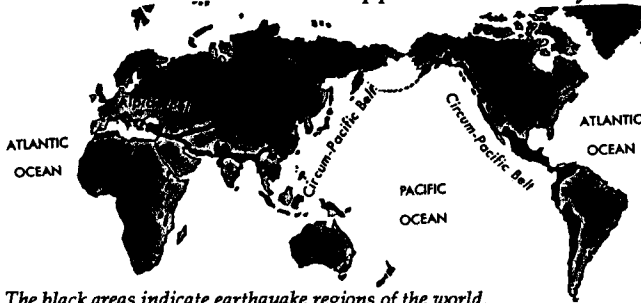 ATLANTIC
OCEAN
Circum-Pacific Belt
PACIFIC
OCEAN
Circum-Pacific Belt
ATLANTIC
OCEAN
The black areas indicate earthquake regions of the world